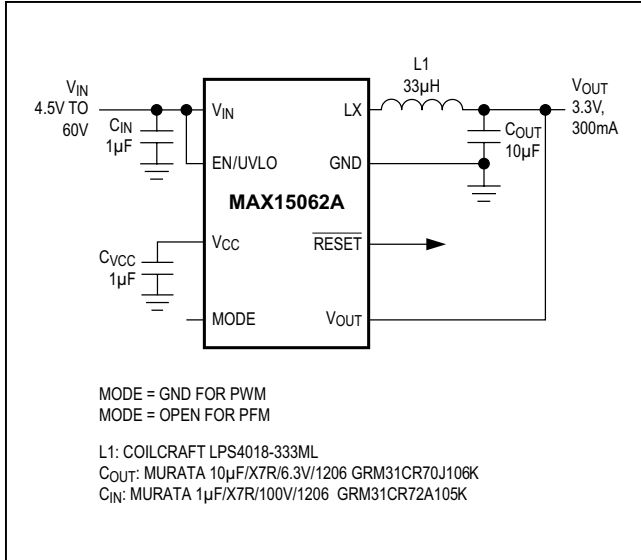 L1
33µH
VIN
4.5V TO
60V
CIN
1µF
VIN
LX
COUT
10µF
VOUT
3.3V,
300mA
EN/UVLO
GND
MAX15062A
VCC
RESET
CVCC
1µF
MODE
VOUT
MODE = GND FOR PWM
MODE = OPEN FOR PFM
L1: COILCRAFT LPS4018-333ML
COUT: MURATA 10µF/X7R/6.3V/1206 GRM31CR70J106K
CIN: MURATA 1µF/X7R/100V/1206 GRM31CR72A105K